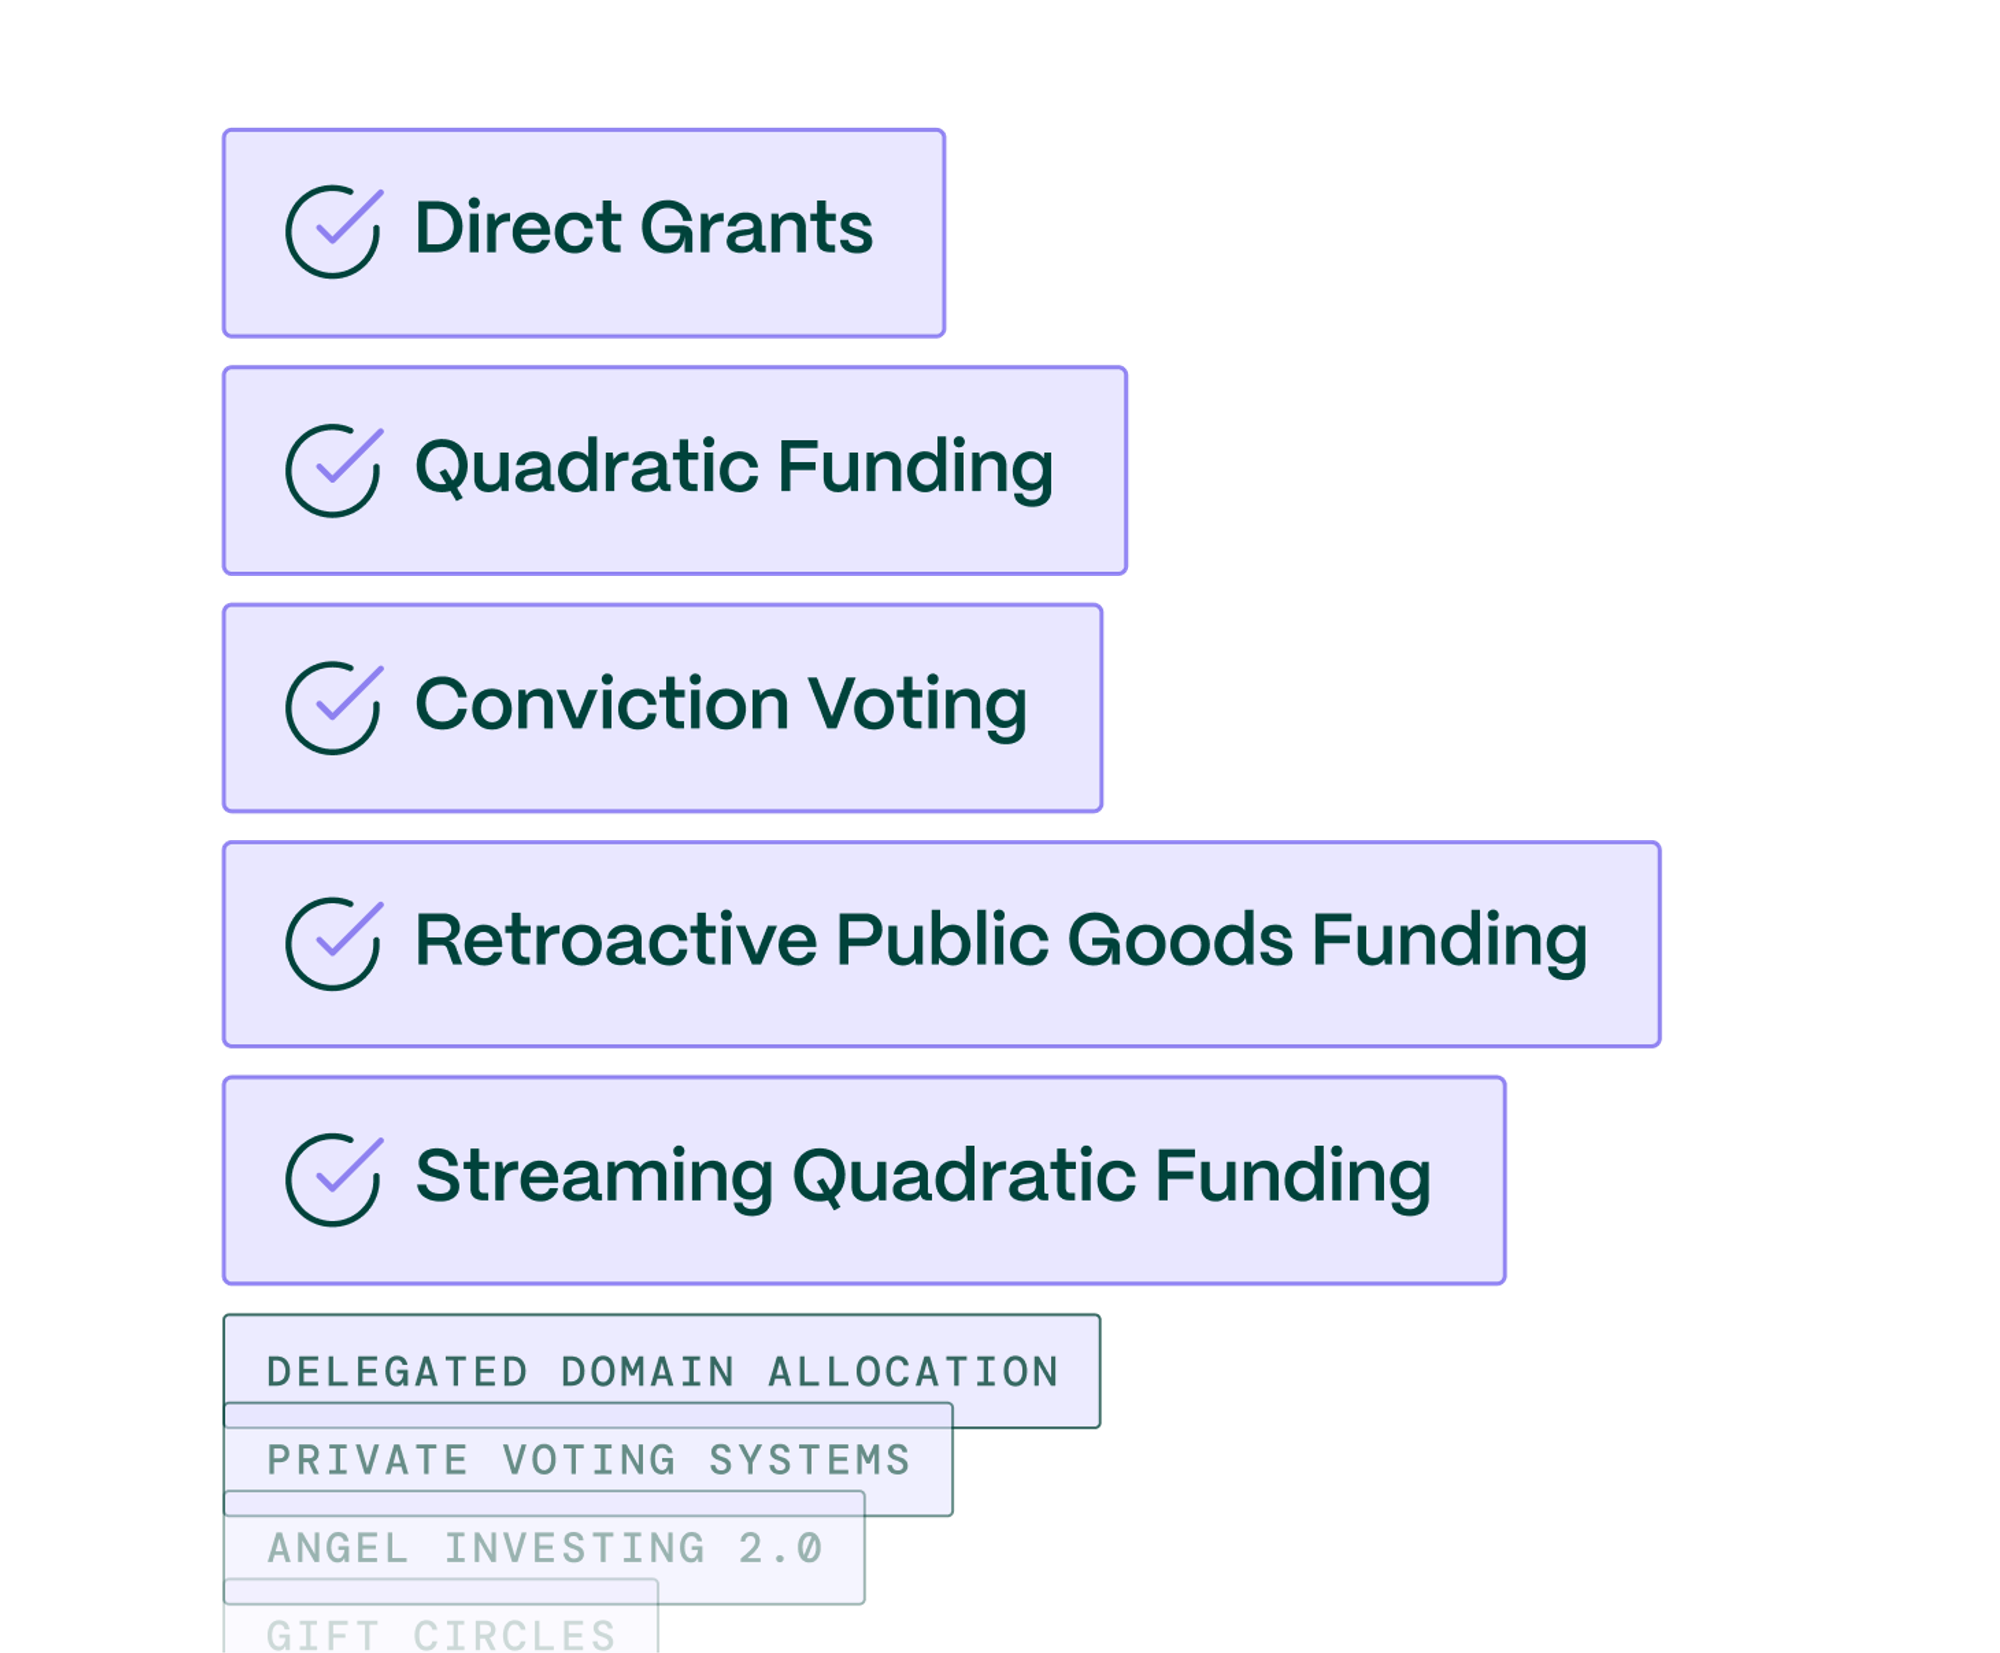 Direct Grants
Quadratic Funding
Conviction Voting
Retroactive Public Goods Funding
Streaming Quadratic Funding
DELEGATED DOMAIN ALLOCATION
PRIVATE VOTING SYSTEMS
ANGEL INVESTING 2.0
GIFT CIRCLES